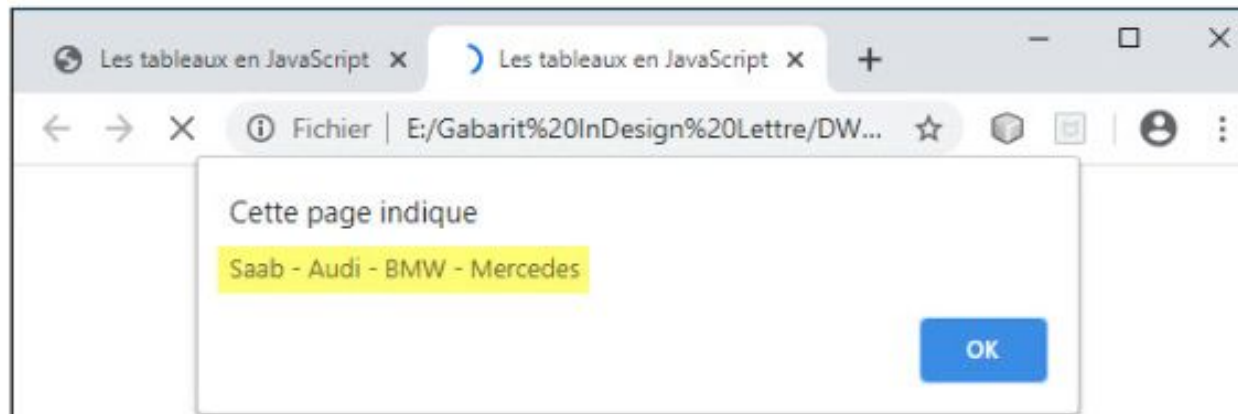 Les tableaux en JavaScript
Les tableaux en JavaScript
Fichier | E:/Gabarit%20InDesign%20Lettre/DW...
Cette page indique
Saab - Audi - BMW - Mercedes
OK